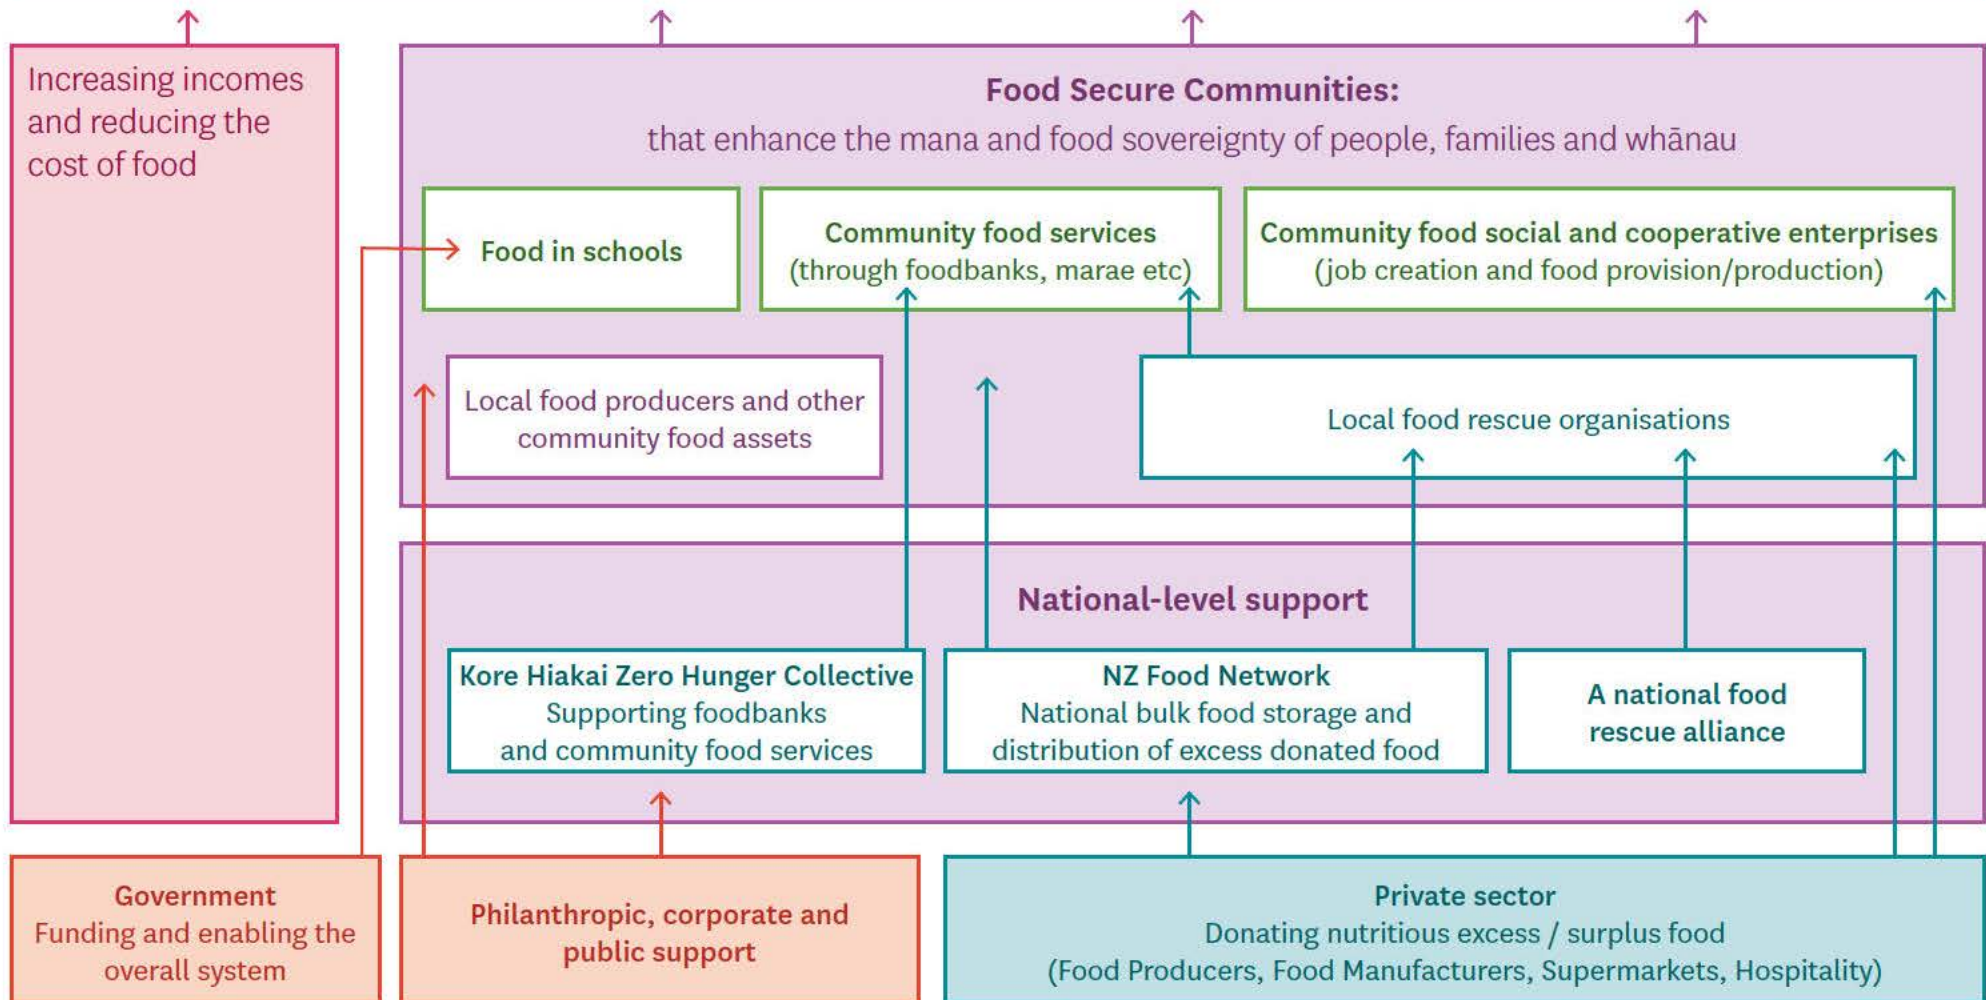 Increasing incomes
and reducing the
cost of food
Food Secure Communities:
that enhance the mana and food sovereignty of people, families and whānau
Food in schools
Community food services
(through foodbanks, marae etc)
Community food social and cooperative enterprises
(job creation and food provision/production)
Local food producers and other
community food assets
Local food rescue organisations
National-level support
Kore Hiakai Zero Hunger Collective
Supporting foodbanks
and community food services
NZ Food Network
National bulk food storage and
distribution of excess donated food
A national food
rescue alliance
Government
Funding and enabling the
overall system
Philanthropic, corporate and
public support
Private sector
Donating nutritious excess / surplus food
(Food Producers, Food Manufacturers, Supermarkets, Hospitality)